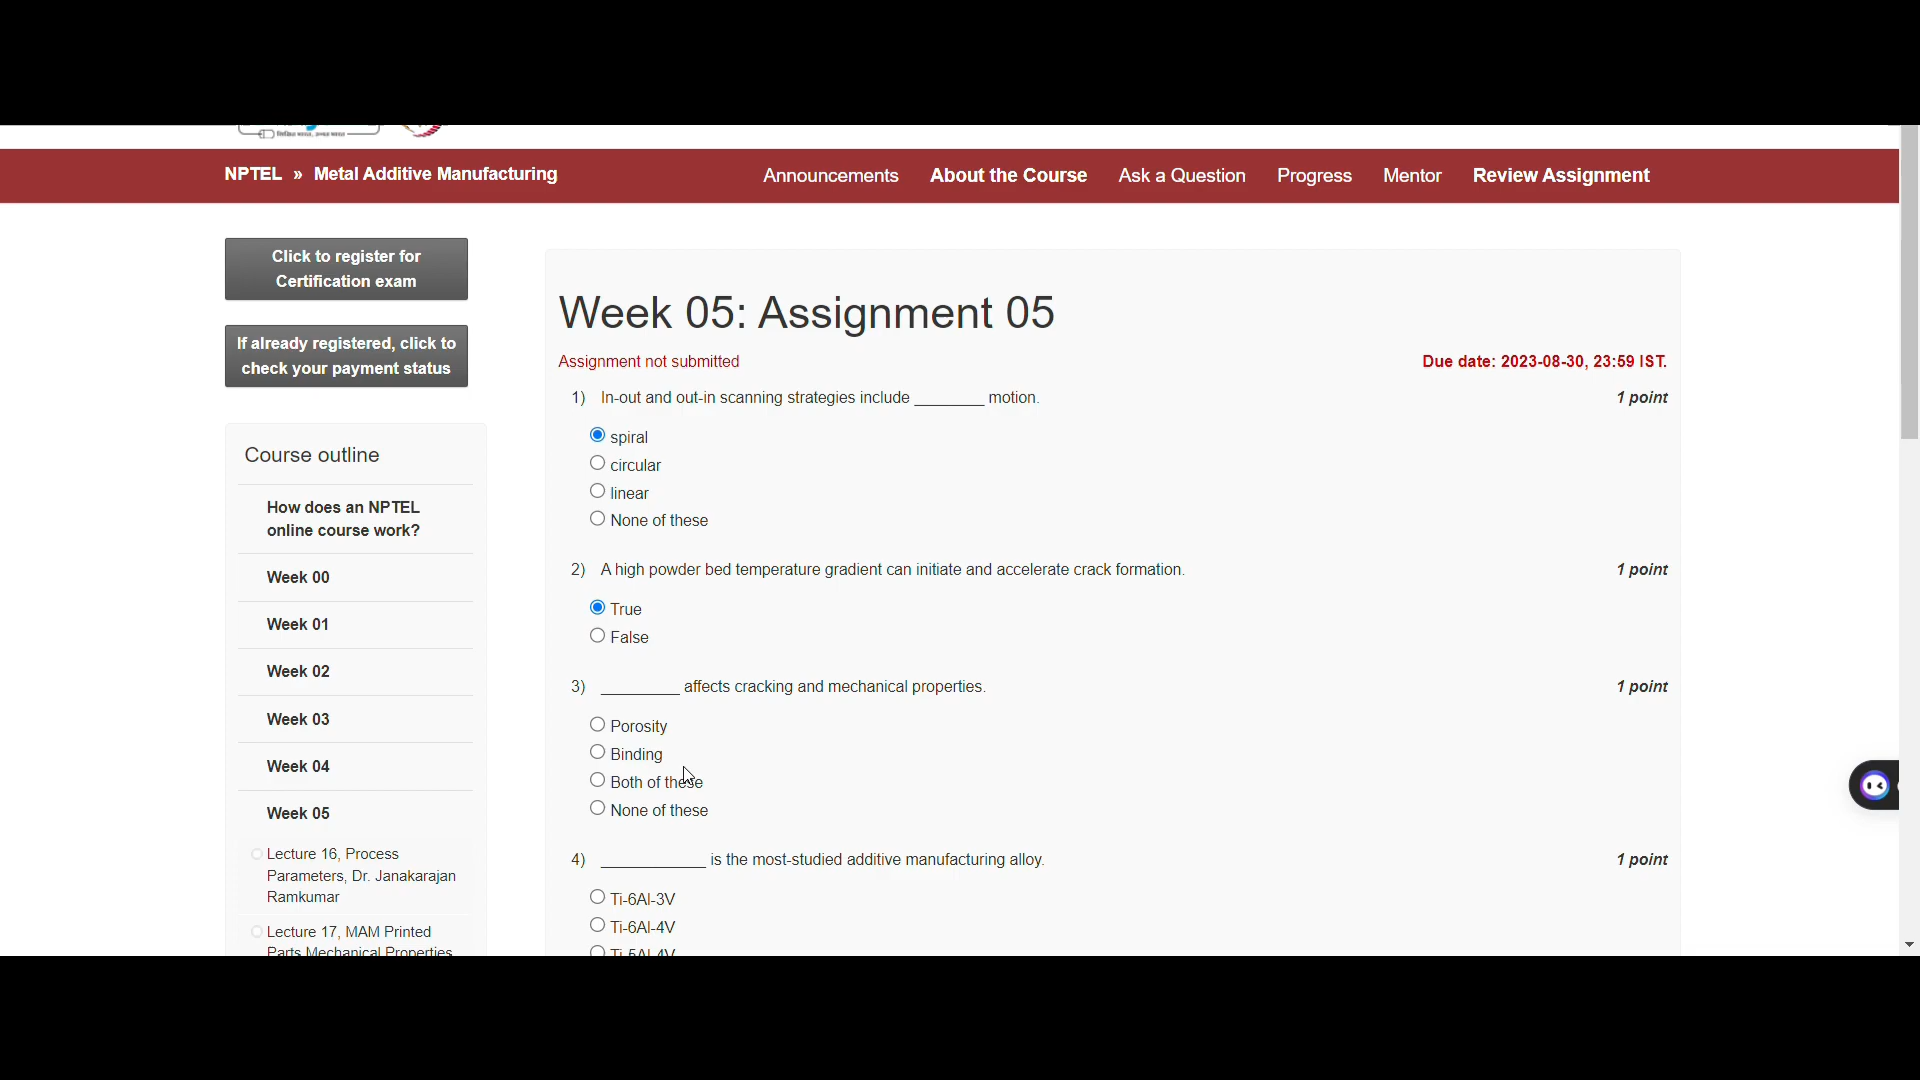 NPTEL » Metal Additive Manufacturing
Announcements About the Course Ask a Question Progress Mentor Review Assignment
Click to register for
Certification exam
If already registered, click to
check your payment status
Course outline
How does an NPTEL
online course work?
Week 00
Week 01
Week 02
Week 03
Week 04
Week 05
Lecture 16, Process
Parameters, Dr. Janakarajan
Ramkumar
Lecture 17, MAM Printed
Parts Mechanical Properties
Week 05: Assignment 05
Assignment not submitted Due date: 2023-08-30, 23:59 IST.
1) In-out and out-in scanning strategies include ________ motion. 1 point
spiral
circular
linear
None of these
2) A high powder bed temperature gradient can initiate and accelerate crack formation. 1 point
True
False
3) _________ affects cracking and mechanical properties. 1 point
Porosity
Binding
Both of these
None of these
4) ____________ is the most-studied additive manufacturing alloy. 1 point
Ti-6Al-3V
Ti-6Al-4V
Ti-5Al-4V